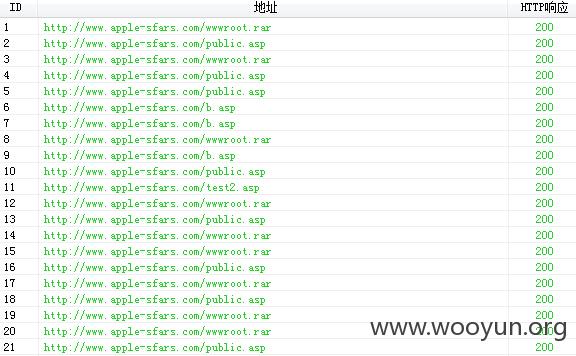 ID 地址 HTTP响应
1 http://www.apple-sfars.com/wwwroot.rar 200
2 http://www.apple-sfars.com/public.asp 200
3 http://www.apple-sfars.com/wwwroot.rar 200
4 http://www.apple-sfars.com/public.asp 200
5 http://www.apple-sfars.com/public.asp 200
6 http://www.apple-sfars.com/b.asp 200
7 http://www.apple-sfars.com/b.asp 200
8 http://www.apple-sfars.com/wwwroot.rar 200
9 http://www.apple-sfars.com/b.asp 200
10 http://www.apple-sfars.com/public.asp 200
11 http://www.apple-sfars.com/test2.asp 200
12 http://www.apple-sfars.com/wwwroot.rar 200
13 http://www.apple-sfars.com/public.asp 200
14 http://www.apple-sfars.com/wwwroot.rar 200
15 http://www.apple-sfars.com/wwwroot.rar 200
16 http://www.apple-sfars.com/public.asp 200
17 http://www.apple-sfars.com/wwwroot.rar 200
18 http://www.apple-sfars.com/public.asp 200
19 http://www.apple-sfars.com/wwwroot.rar 200
20 http://www.apple-sfars.com/wwwroot.rar 200
21 http://www.apple-sfars.com/public.asp 200
www.wooyun.org